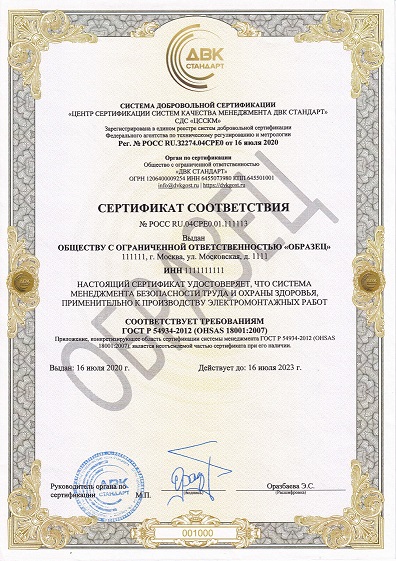 ДВК
СТАНДАРТ
СИСТЕМА ДОБРОВОЛЬНОЙ СЕРТИФИКАЦИИ
«ЦЕНТР СЕРТИФИКАЦИИ СИСТЕМ КАЧЕСТВА МЕНЕДЖМЕНТА ДВК СТАНДАРТ»
СДС «ЦССКМ»
Зарегистрирована в едином реестре систем добровольной сертификации
Федерального агентства по техническому регулированию и метрологии
Рег. № РОСС RU.32274.04СРЕ0 от 16 июля 2020
Орган по сертификации
Общество с ограниченной ответственностью
«ДВК СТАНДАРТ»
ОГРН 1206400009254 ИНН 6455073980 КПП 645501001
info@dvkgost.ru | https://dvkgost.ru
СЕРТИФИКАТ СООТВЕТСТВИЯ
№ РОСС RU.04СРЕ0.01.111113
Выдан
ОБЩЕСТВУ С ОГРАНИЧЕННОЙ ОТВЕТСТВЕННОСТЬЮ «ОБРАЗЕЦ»
111111, г. Москва, ул. Московская, д. 1111
ИНН 1111111111
НАСТОЯЩИЙ СЕРТИФИКАТ УДОСТОВЕРЯЕТ, ЧТО СИСТЕМА
МЕНЕДЖМЕНТА БЕЗОПАСНОСТИ ТРУДА И ОХРАНЫ ЗДОРОВЬЯ,
ПРИМЕНИТЕЛЬНО К ПРОИЗВОДСТВУ ЭЛЕКТРОМОНТАЖНЫХ РАБОТ
СООТВЕТСТВУЕТ ТРЕБОВАНИЯМ
ГОСТ Р 54934-2012 (OHSAS 18001:2007)
Приложение, конкретизирующее область сертификации системы менеджмента ГОСТ Р 54934-2012 (OHSAS
18001:2007), является неотъемлемой частью сертификата при его наличии.
Выдан: 16 июля 2020 г. Действует до: 16 июля 2023 г.
ОБРАЗЕЦ
ДВК
СТАНДАРТ
Руководитель органа по
сертификации
М.П.
Оразбаева Э.С.
(Расшифровка)
001000